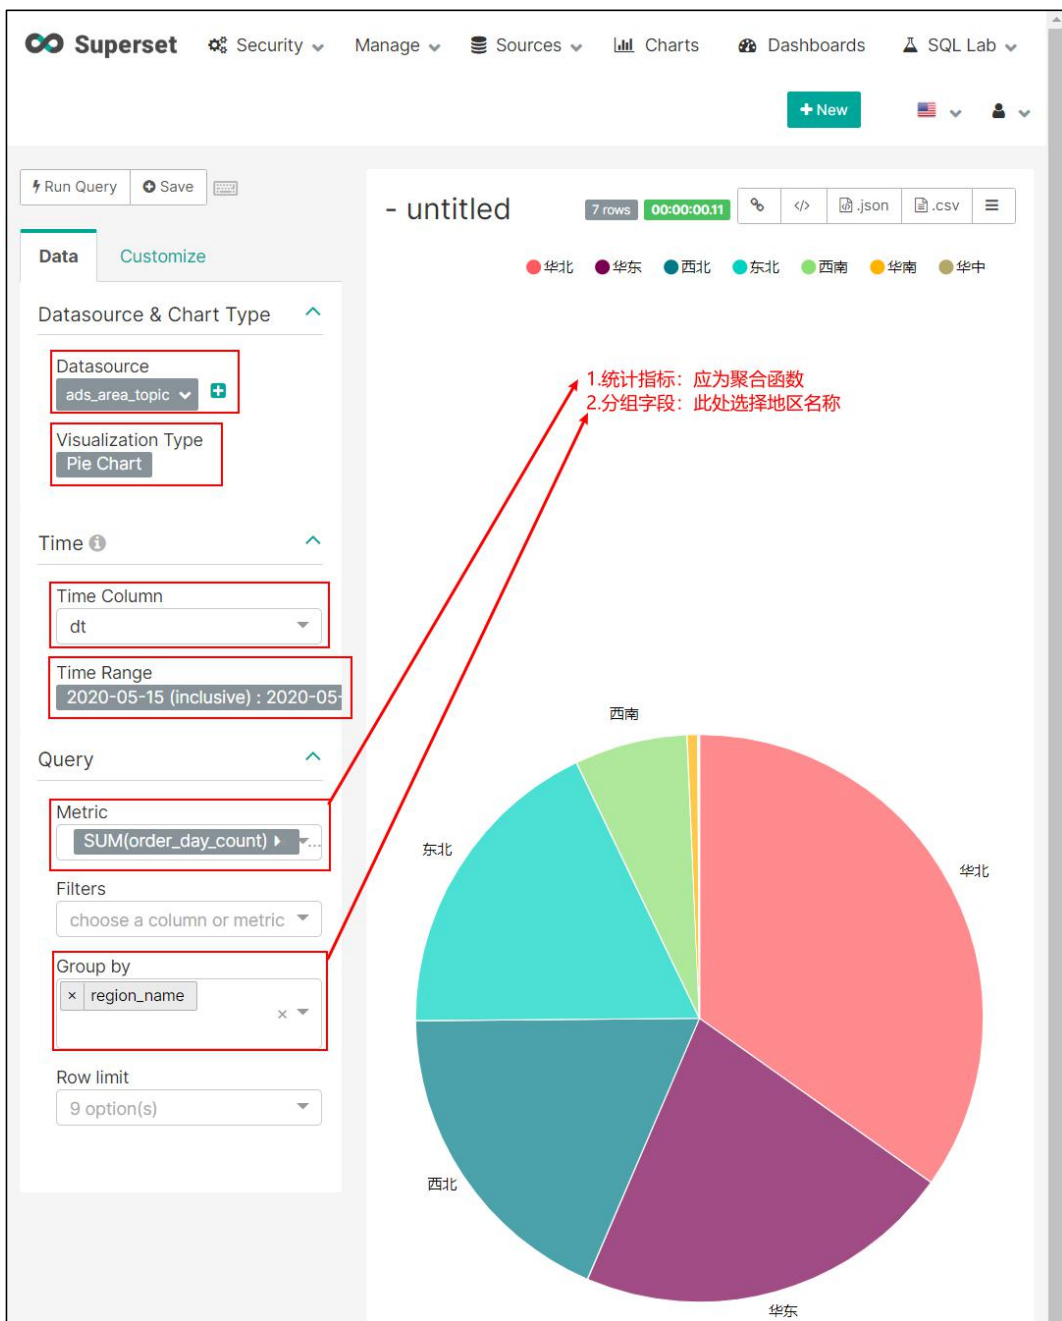 Superset Security Manage Sources Charts Dashboards SQL Lab
+ New
Run Query Save
- untitled 7 rows 00:00:00.11 </> .json .csv
Data Customize
华北 华东 西北 东北 西南 华南 华中
Datasource & Chart Type
Datasource
ads_area_topic
Visualization Type
Pie Chart
1.统计指标：应为聚合函数
2.分组字段：此处选择地区名称
Time
Time Column
dt
Time Range
2020-05-15 (inclusive) : 2020-05-
Query
Metric
SUM(order_day_count)
...
Filters
choose a column or metric
Group by
× region_name
×
Row limit
9 option(s)
西南
东北
华北
西北
华东